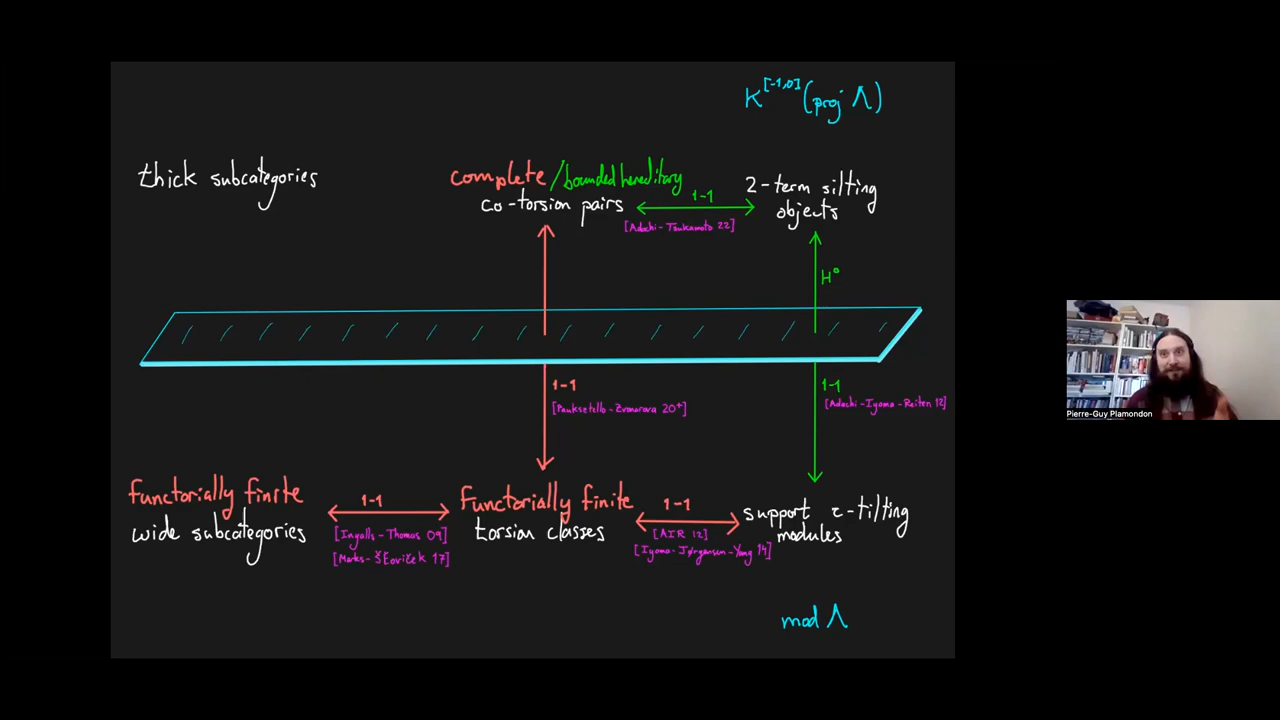 K^[-1,0](proj Λ)
thick subcategories
complete/bounded hereditary
co-torsion pairs
1-1
[Adachi-Tsukamoto 22]
2-term silting
objects
H⁰
1-1
[Pauksztello-Zvonareva 20+]
1-1
[Adachi-Iyama-Reiten 12]
functorially finite
wide subcategories
1-1
[Ingalls-Thomas 09]
[Marks-Šťovíček 17]
Functorially finite
torsion classes
1-1
[AIR 12]
[Iyama-Jørgensen-Yang 14]
support τ-tilting
modules
mod Λ
Pierre-Guy Plamondon